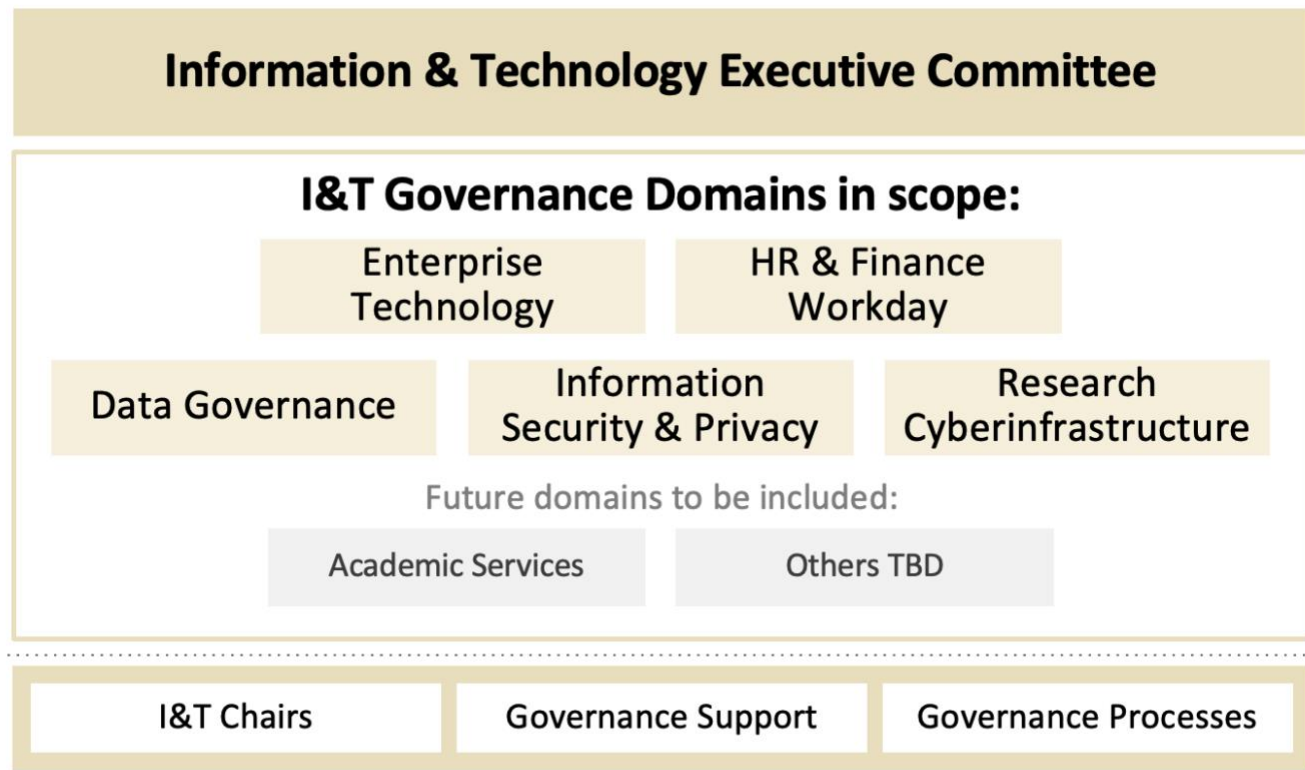 Information & Technology Executive Committee
I&T Governance Domains in scope:
Enterprise
Technology
HR & Finance
Workday
Data Governance
Information
Security & Privacy
Research
Cyberinfrastructure
Future domains to be included:
Academic Services
Others TBD
I&T Chairs
Governance Support
Governance Processes